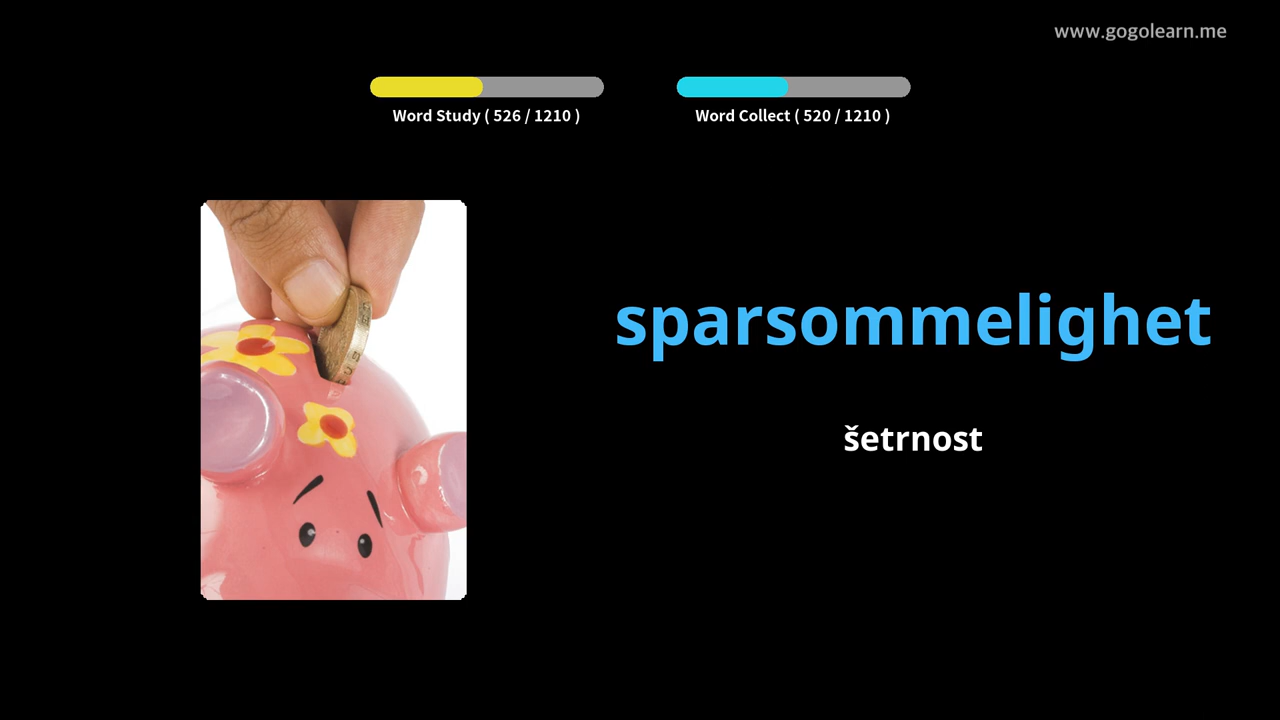 www.gogolearn.me
Word Study ( 526 / 1210 )
Word Collect ( 520 / 1210 )
sparsommelighet
šetrnost